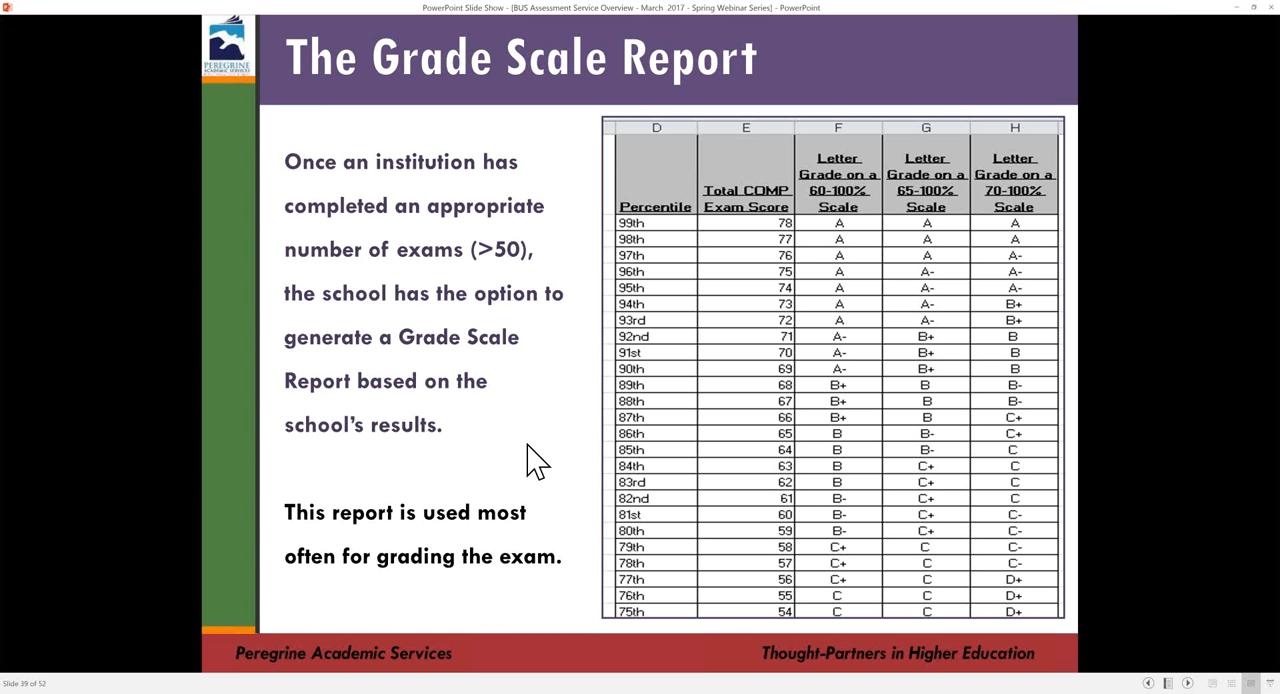 PowerPoint Slide Show - [BUS Assessment Service Overview - March 2017 - Spring Webinar Series] - PowerPoint
PEREGRINE
The Grade Scale Report
Once an institution has
completed an appropriate
number of exams (>50),
the school has the option to
generate a Grade Scale
Report based on the
school's results.
This report is used most
often for grading the exam.
D E F G H
Letter Letter Letter
Grade on a Grade on a Grade on a
Total COMP 60-100% 65-100% 70-100%
Percentile Exam Score Scale Scale Scale
99th 78 A A A
98th 77 A A A
97th 76 A A A-
96th 75 A A- A-
95th 74 A A- A-
94th 73 A A- B+
93rd 72 A A- B+
92nd 71 A- B+ B
91st 70 A- B+ B
90th 69 A- B+ B
89th 68 B+ B B-
88th 67 B+ B B-
87th 66 B+ B C+
86th 65 B B- C+
85th 64 B B- C
84th 63 B C+ C
83rd 62 B C+ C
82nd 61 B- C+ C
81st 60 B- C+ C-
80th 59 B- C+ C-
79th 58 C+ C C-
78th 57 C+ C C-
77th 56 C+ C D+
76th 55 C C D+
75th 54 C C D+
Peregrine Academic Services
Thought-Partners in Higher Education
Slide 39 of 52